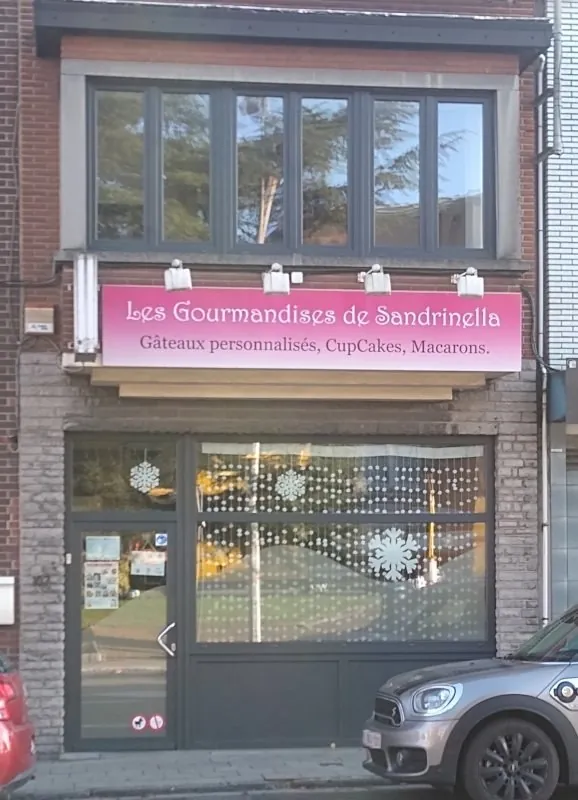 Les Gourmandises de Sandrinella
Gâteaux personnalisés, CupCakes, Macarons.